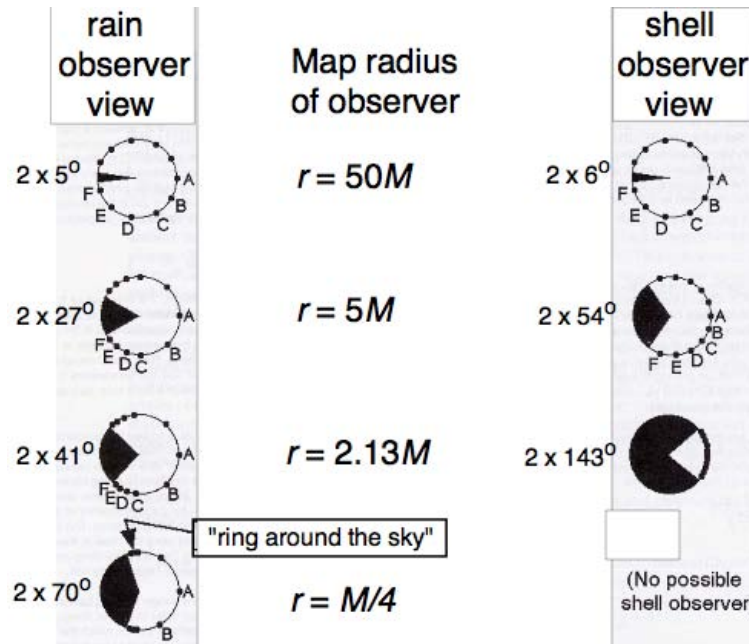 rain
observer
view
Map radius
of observer
shell
observer
view
2 x 5°
A
B
C
D
E
F
r = 50M
2 x 6°
A
B
C
D
E
F
2 x 27°
A
B
C
D
E
F
r = 5M
2 x 54°
A
B
C
D
E
F
2 x 41°
A
B
C
D
E
F
r = 2.13M
2 x 143°
"ring around the sky"
2 x 70°
A
B
r = M/4
(No possible
shell observer